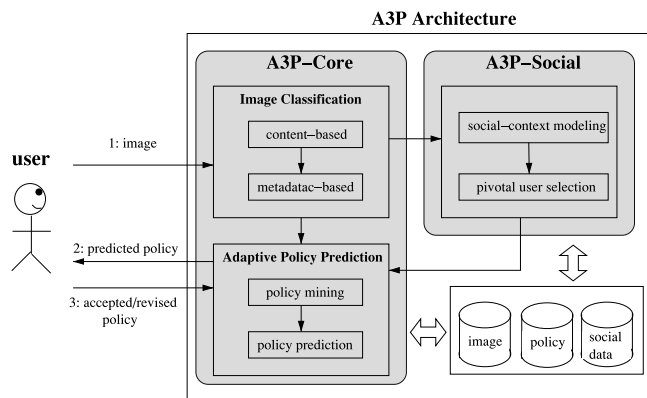 A3P Architecture
A3P–Core
A3P–Social
Image Classification
content–based
metadatac–based
social–context modeling
pivotal user selection
user
1: image
2: predicted policy
3: accepted/revised
policy
Adaptive Policy Prediction
policy mining
policy prediction
image
policy
social
data